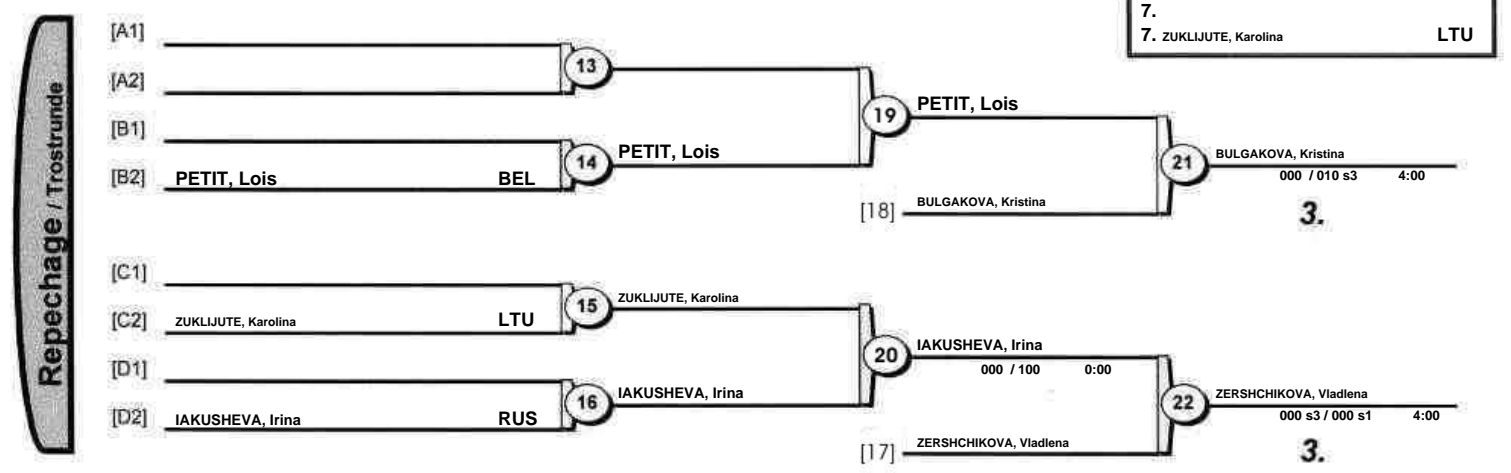 7.
7. ZUKLIJUTE, Karolina LTU
Repechage / Trostrunde
[A1]
13
[A2]
19 PETIT, Lois
[B1]
14 PETIT, Lois
21 BULGAKOVA, Kristina
000 / 010 s3 4:00
[B2] PETIT, Lois BEL
[18] BULGAKOVA, Kristina
3.
[C1]
15 ZUKLIJUTE, Karolina
[C2] ZUKLIJUTE, Karolina LTU
20 IAKUSHEVA, Irina
000 / 100 0:00
[D1]
16 IAKUSHEVA, Irina
22 ZERSHCHIKOVA, Vladlena
000 s3 / 000 s1 4:00
[D2] IAKUSHEVA, Irina RUS
[17] ZERSHCHIKOVA, Vladlena
3.